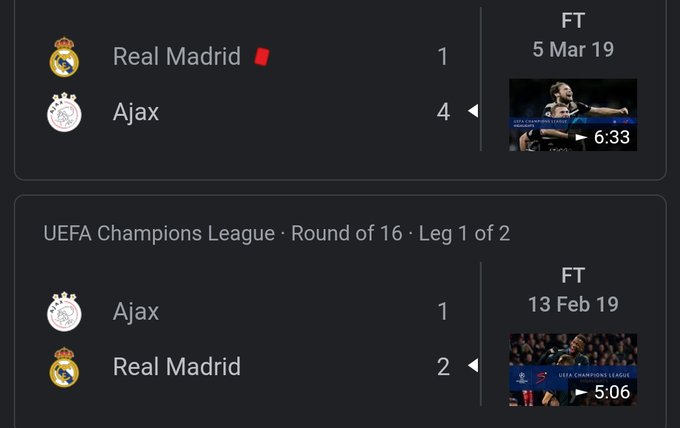 FT
Real Madrid 1
5 Mar 19
Ajax 4
UEFA CHAMPIONS LEAGUE
HIGHLIGHTS
6:33
UEFA Champions League · Round of 16 · Leg 1 of 2
FT
Ajax 1
13 Feb 19
Real Madrid 2
UEFA CHAMPIONS LEAGUE
5:06